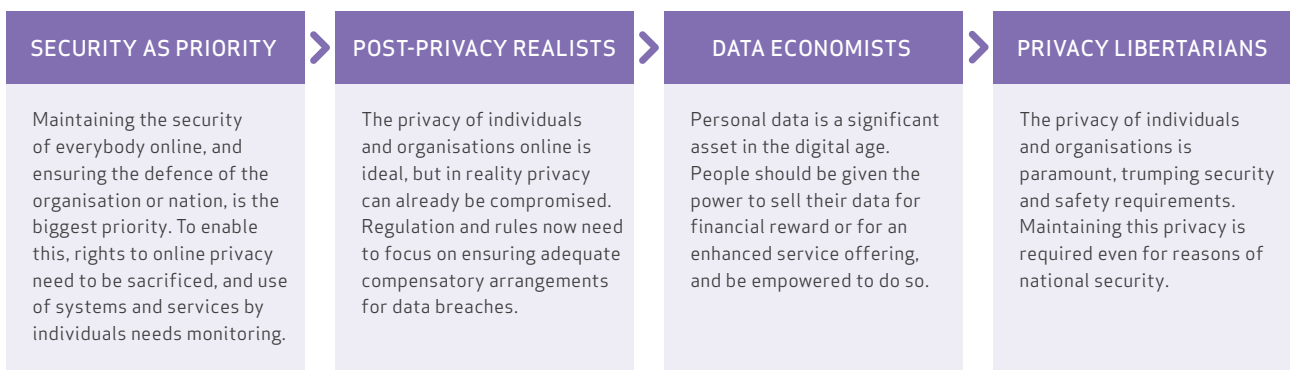 SECURITY AS PRIORITY
Maintaining the security
of everybody online, and
ensuring the defence of the
organisation or nation, is the
biggest priority. To enable
this, rights to online privacy
need to be sacrificed, and use
of systems and services by
individuals needs monitoring.
POST-PRIVACY REALISTS
The privacy of individuals
and organisations online is
ideal, but in reality privacy
can already be compromised.
Regulation and rules now need
to focus on ensuring adequate
compensatory arrangements
for data breaches.
DATA ECONOMISTS
Personal data is a significant
asset in the digital age.
People should be given the
power to sell their data for
financial reward or for an
enhanced service offering,
and be empowered to do so.
PRIVACY LIBERTARIANS
The privacy of individuals
and organisations is
paramount, trumping security
and safety requirements.
Maintaining this privacy is
required even for reasons of
national security.